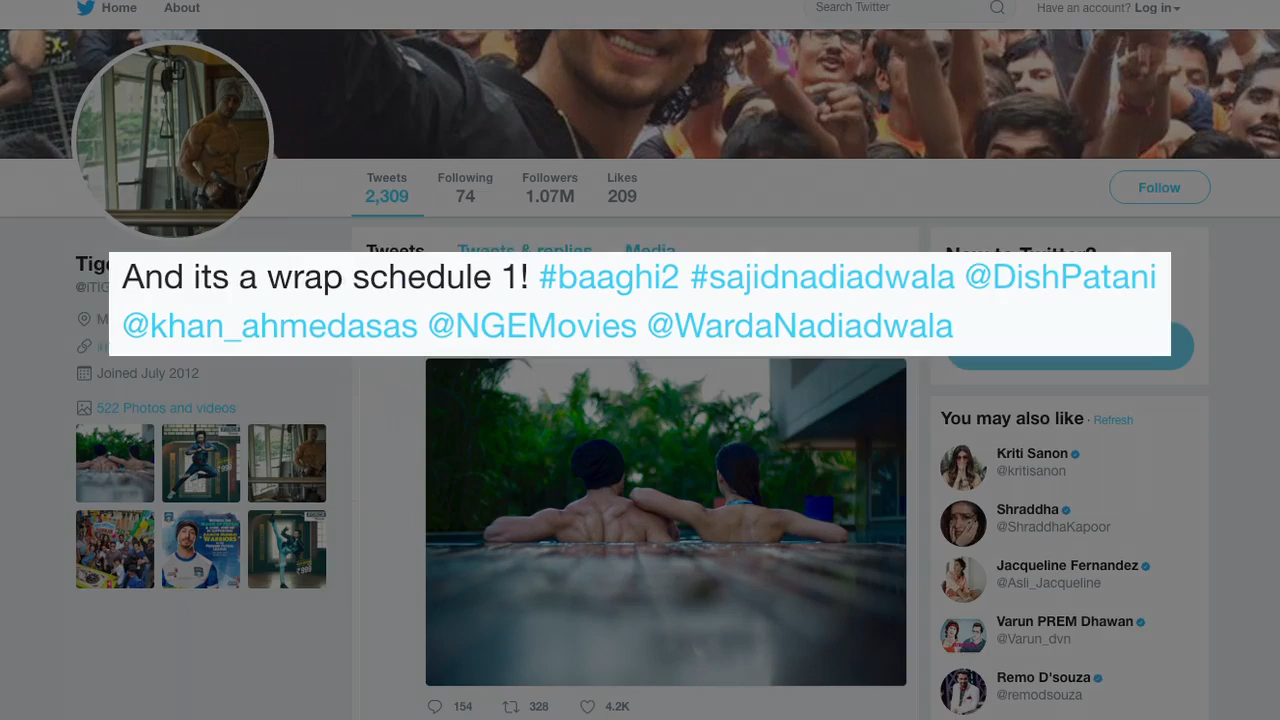 Home
About
Search Twitter
Have an account? Log in
Tweets
2,309
Following
74
Followers
1.07M
Likes
209
Follow
Tweets
Tweets & replies
Media
New to Twitter?
And its a wrap schedule 1! #baaghi2 #sajidnadiadwala @DishPatani
@khan_ahmedasas @NGEMovies @WardaNadiadwala
Joined July 2012
522 Photos and videos
154
328
4.2K
You may also like · Refresh
Kriti Sanon
@kritisanon
Shraddha
@ShraddhaKapoor
Jacqueline Fernandez
@Asli_Jacqueline
Varun PREM Dhawan
@Varun_dvn
Remo D'souza
@remodsouza